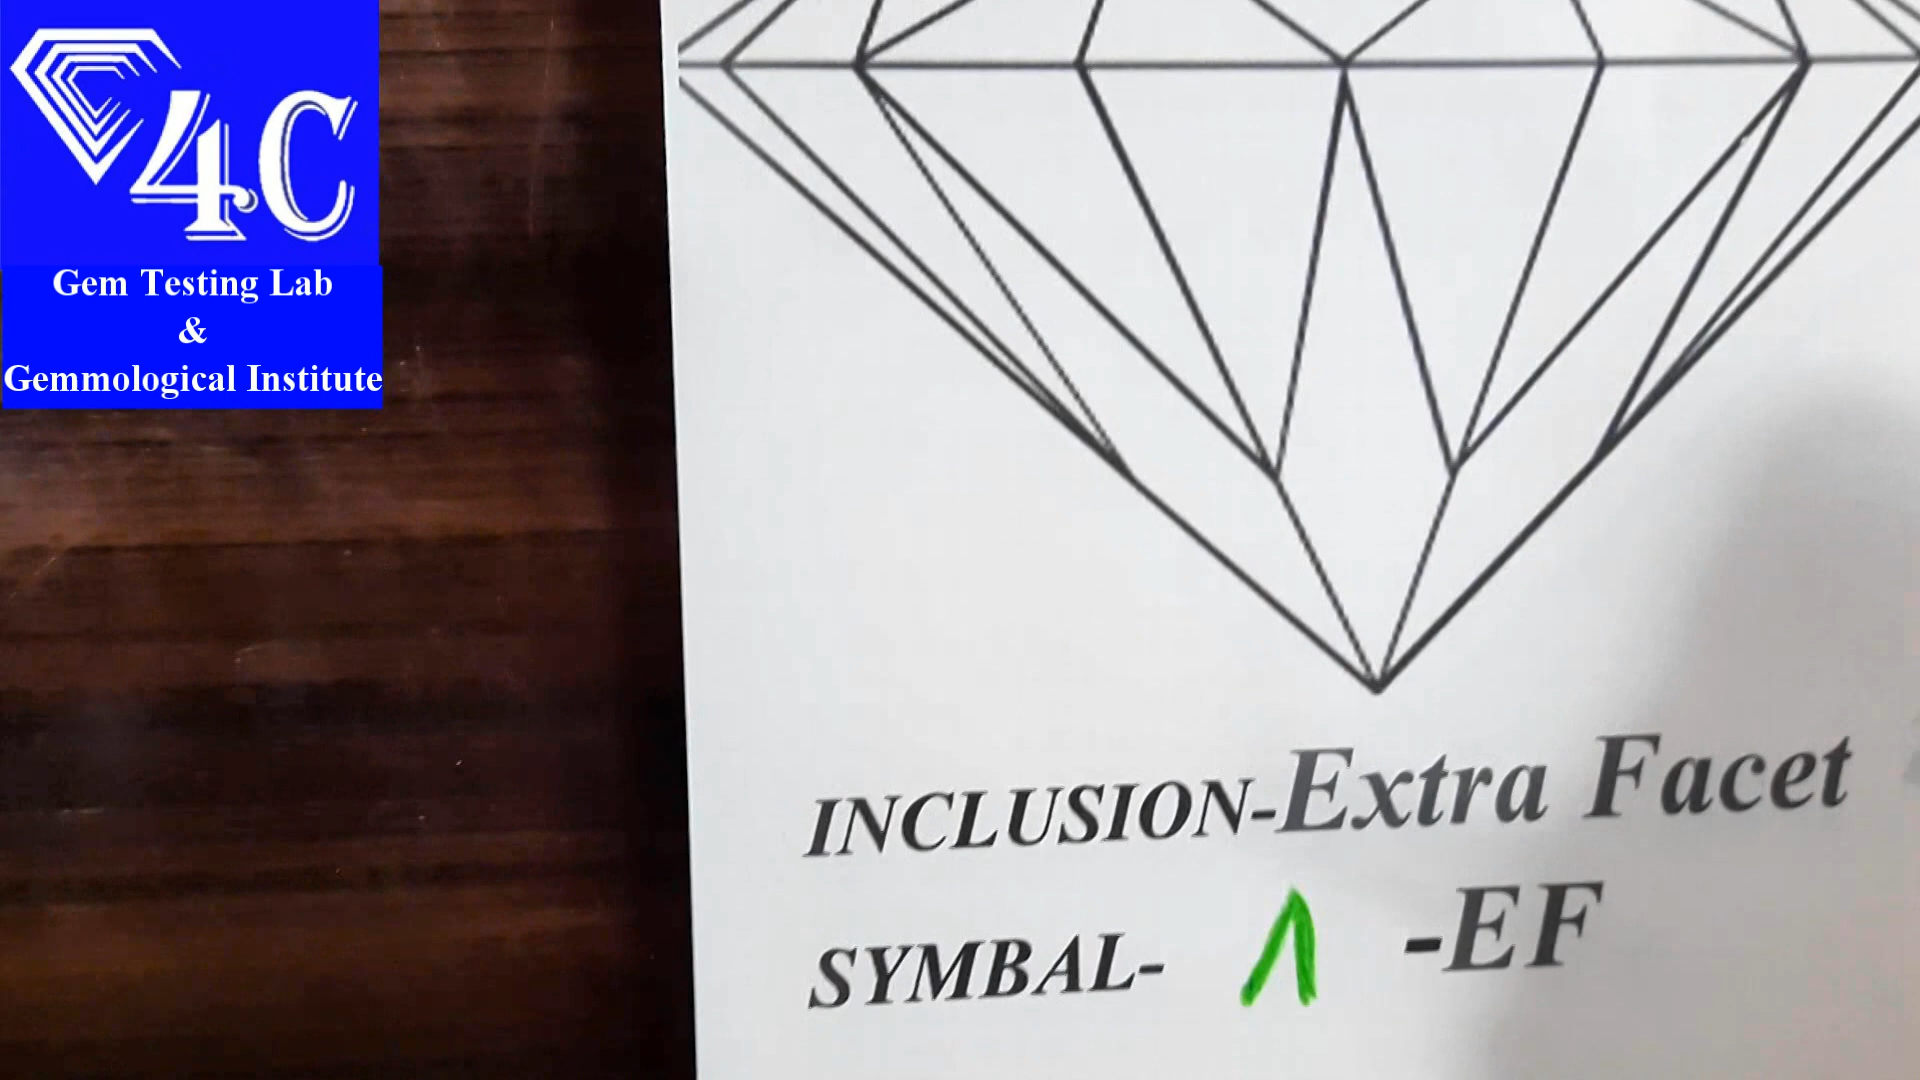 4C
Gem Testing Lab
&
Gemmological Institute
INCLUSION-Extra Facet
SYMBAL- Λ -EF